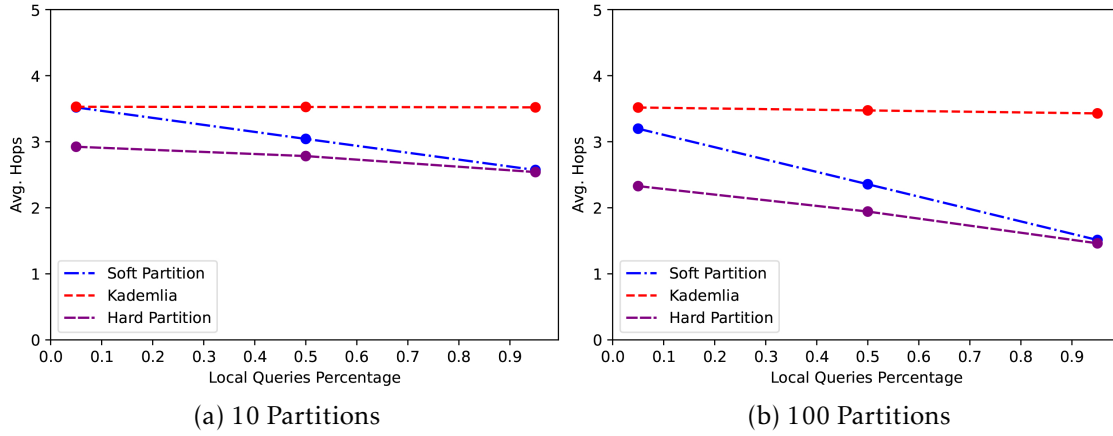 5
4
3
2
1
0
Avg. Hops
Soft Partition
Kademlia
Hard Partition
0.0 0.1 0.2 0.3 0.4 0.5 0.6 0.7 0.8 0.9
Local Queries Percentage
(a) 10 Partitions
5
4
3
2
1
0
Avg. Hops
Soft Partition
Kademlia
Hard Partition
0.0 0.1 0.2 0.3 0.4 0.5 0.6 0.7 0.8 0.9
Local Queries Percentage
(b) 100 Partitions